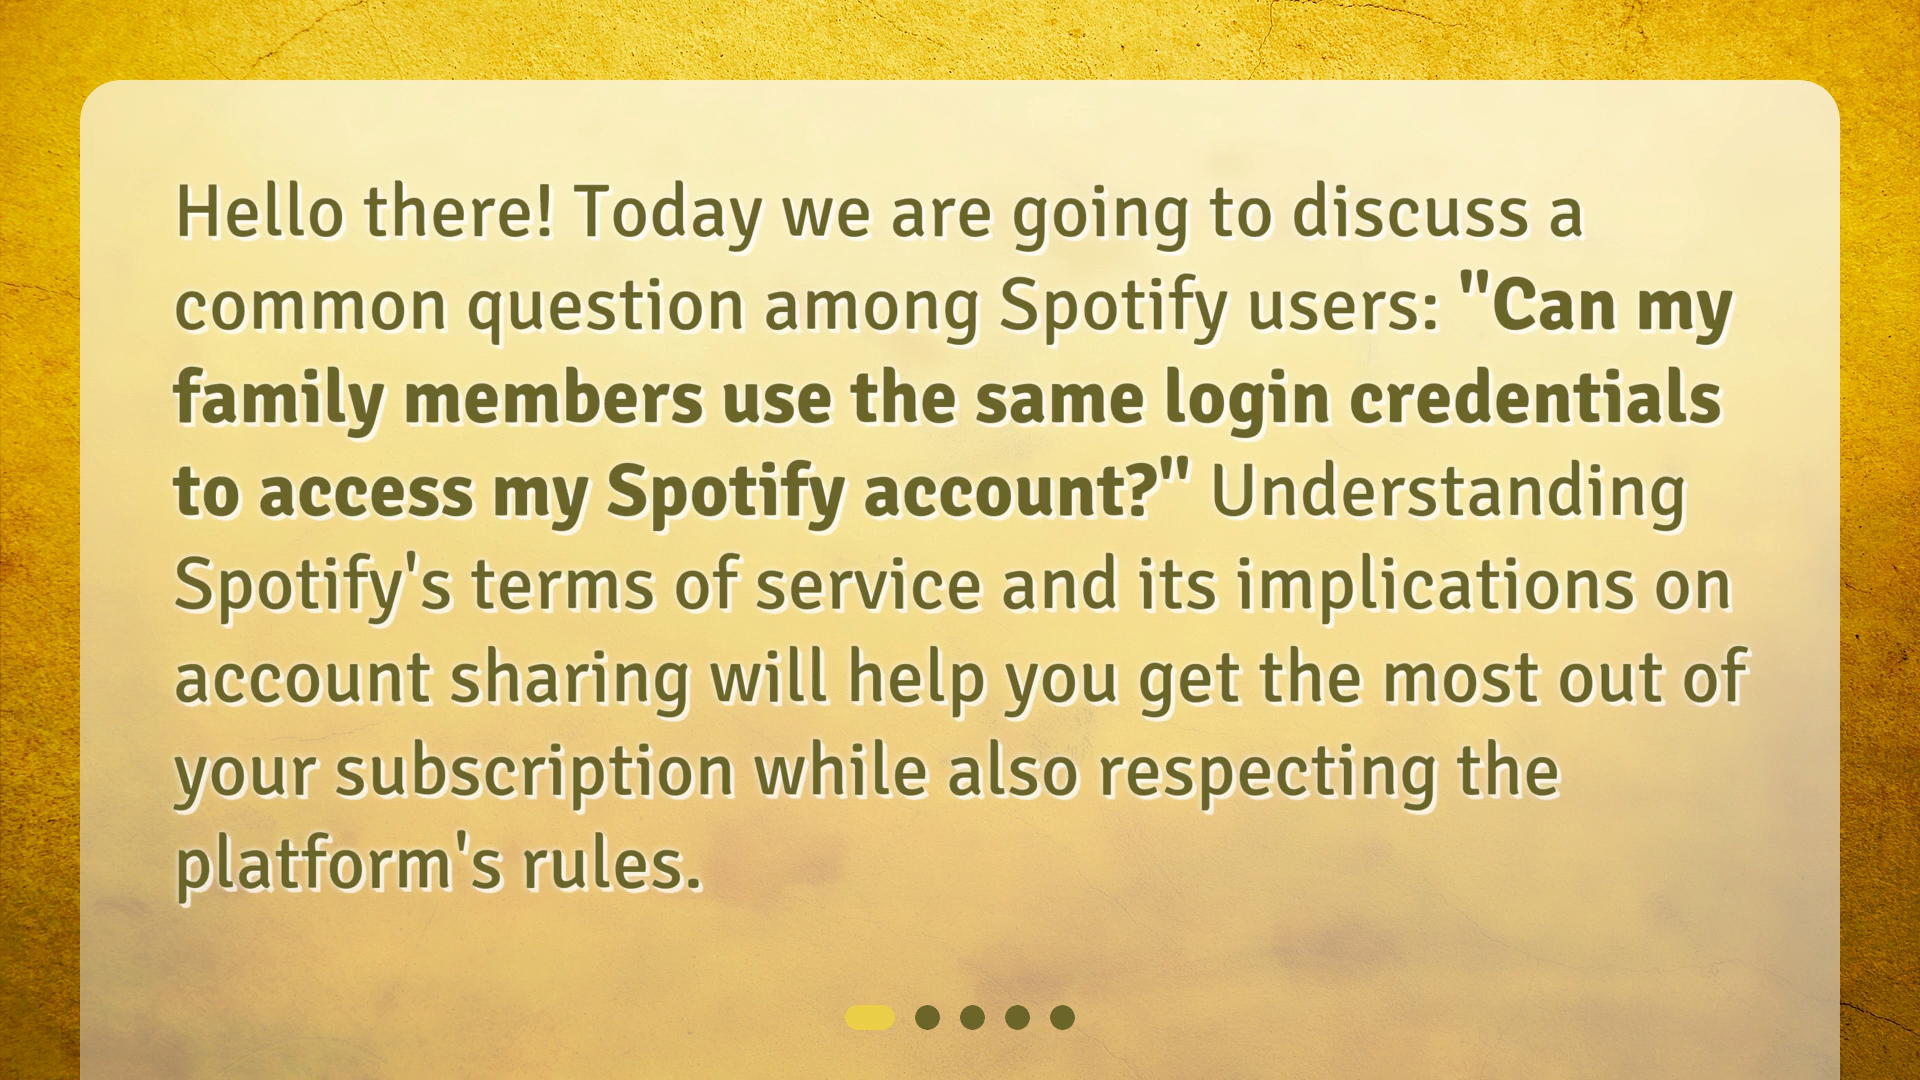 Hello there! Today we are going to discuss a
common question among Spotify users: "Can my
family members use the same login credentials
to access my Spotify account?" Understanding
Spotify's terms of service and its implications on
account sharing will help you get the most out of
your subscription while also respecting the
platform's rules.